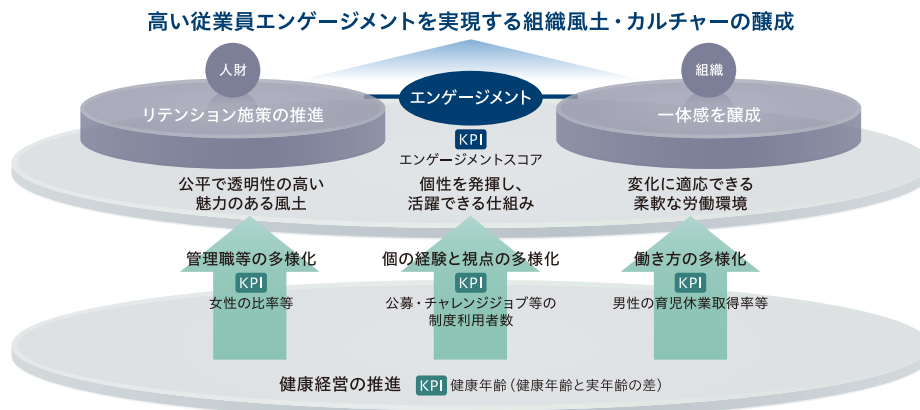 高い従業員エンゲージメントを実現する組織風土・カルチャーの醸成
人財
組織
リテンション施策の推進
エンゲージメント
一体感を醸成
KPI
エンゲージメントスコア
公平で透明性の高い
魅力のある風土
個性を発揮し、
活躍できる仕組み
変化に適応できる
柔軟な労働環境
管理職等の多様化
KPI
女性の比率等
個の経験と視点の多様化
KPI
公募・チャレンジジョブ等の
制度利用者数
働き方の多様化
KPI
男性の育児休業取得率等
健康経営の推進 KPI 健康年齢（健康年齢と実年齢の差）